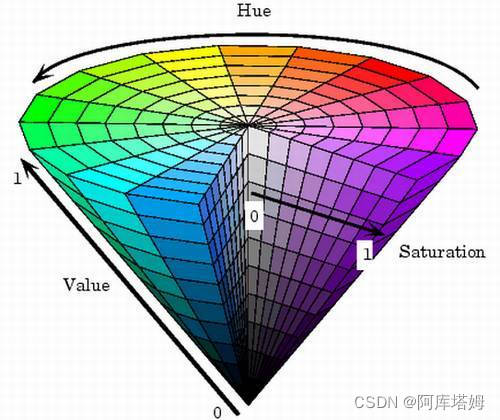 Hue
1
0
1
Saturation
Value
0
CSDN @阿库塔姆